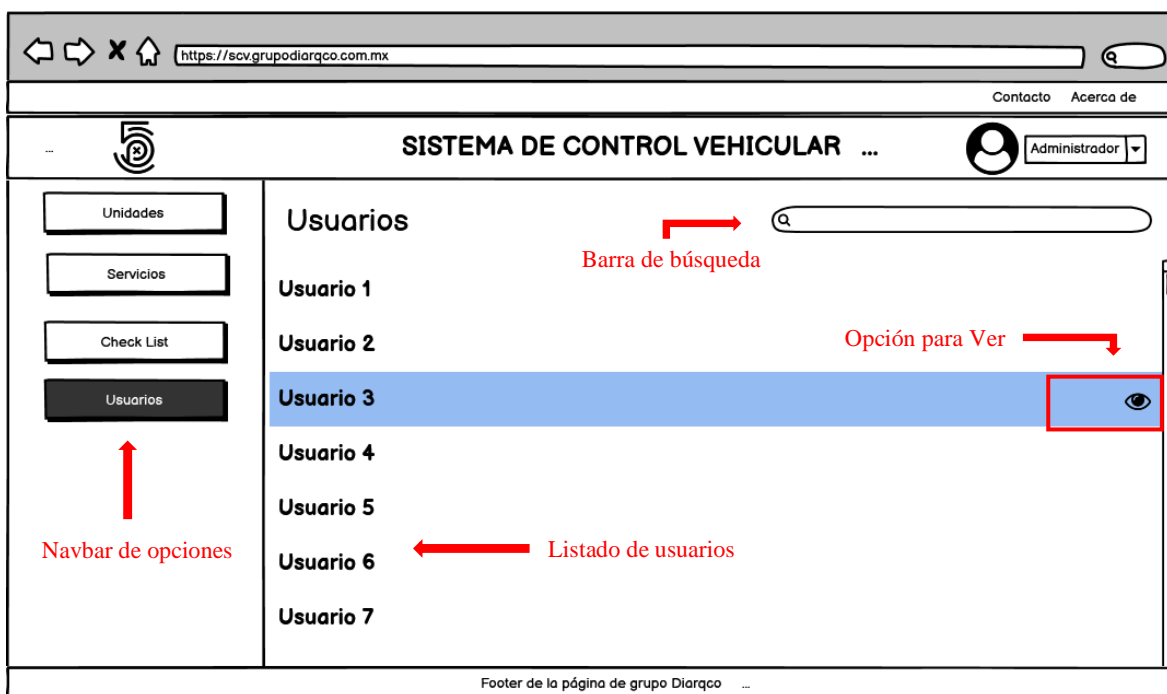 https://scv.grupodiarqco.com.mx
Contacto Acerca de
... SISTEMA DE CONTROL VEHICULAR ... Administrador
Unidades
Servicios
Check List
Usuarios
Navbar de opciones
Usuarios
Barra de búsqueda
Usuario 1
Usuario 2
Opción para Ver
Usuario 3
Usuario 4
Usuario 5
Usuario 6
Listado de usuarios
Usuario 7
Footer de la página de grupo Diarqco ...